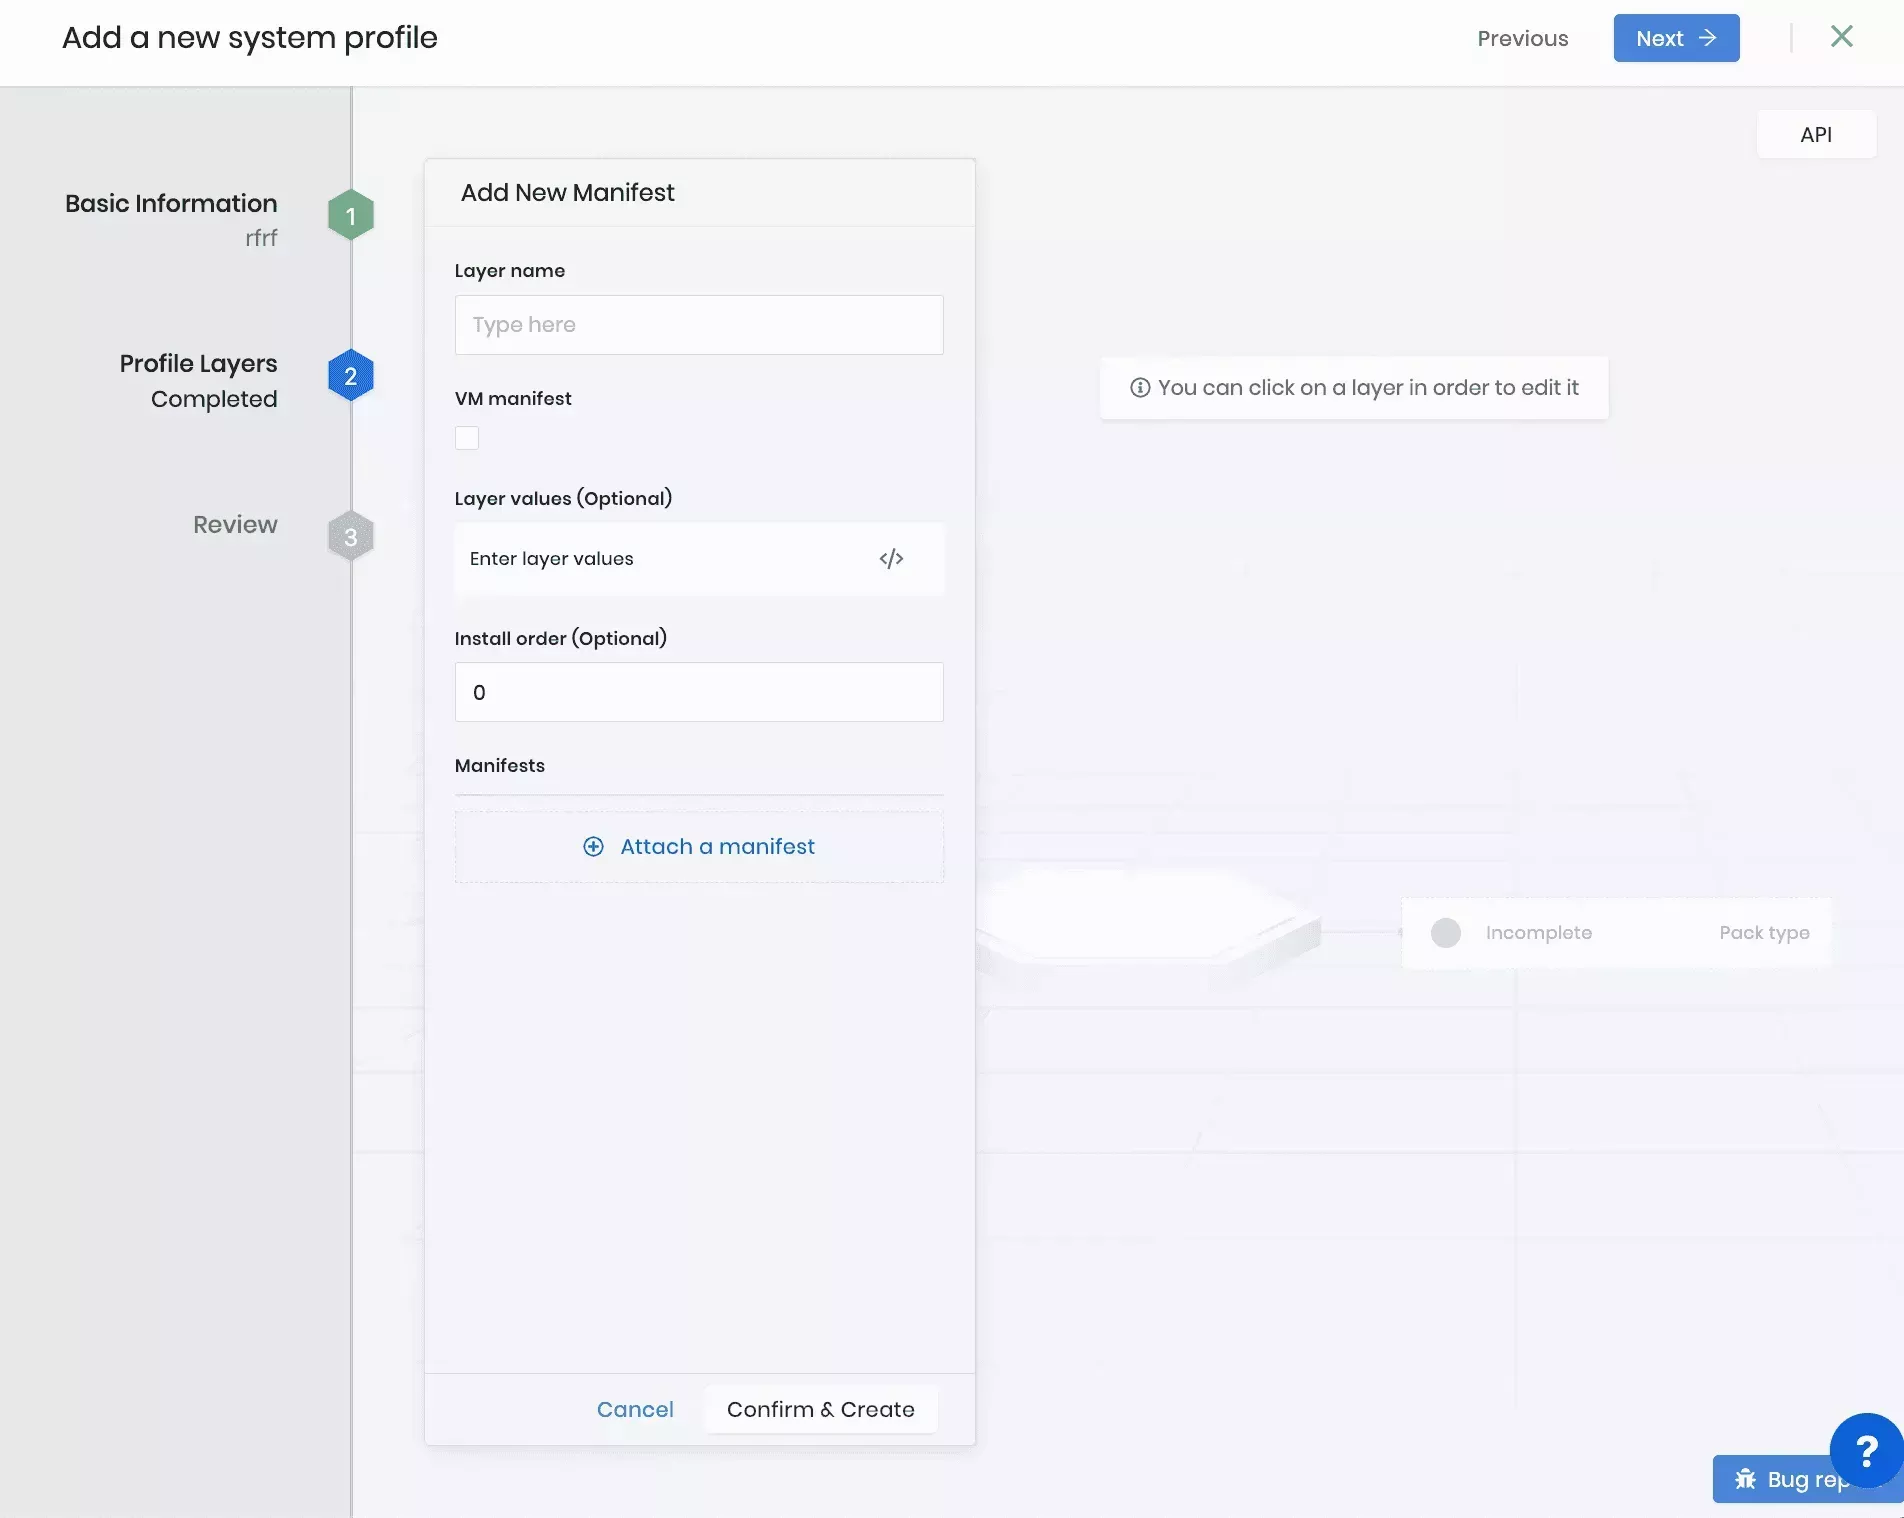 Add a new system profile
Previous
Next
API
Basic Information
rfrf
1
Profile Layers
Completed
2
Review
3
Add New Manifest
Layer name
Type here
VM manifest
Layer values (Optional)
Enter layer values
</>
Install order (Optional)
0
Manifests
Attach a manifest
Cancel
Confirm & Create
You can click on a layer in order to edit it
Incomplete
Pack type
?
Bug rep